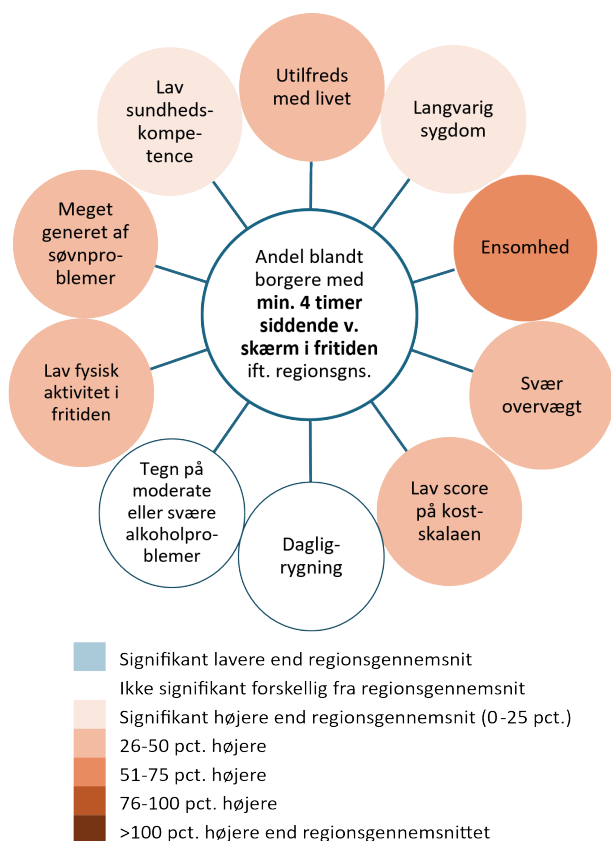 Utilfreds
med livet
Langvarig
sygdom
Ensomhed
Svær
overvægt
Lav score
på kost-
skalaen
Daglig-
rygning
Tegn på
moderate
eller svære
alkoholpro-
blemer
Lav fysisk
aktivitet i
fritiden
Meget
generet af
søvnpro-
blemer
Lav
sundheds-
kompe-
tence
Andel blandt
borgere med
min. 4 timer
siddende v.
skærm i fritiden
ift. regionsgns.
Signifikant lavere end regionsgennemsnit
Ikke signifikant forskellig fra regionsgennemsnit
Signifikant højere end regionsgennemsnit (0-25 pct.)
26-50 pct. højere
51-75 pct. højere
76-100 pct. højere
>100 pct. højere end regionsgennemsnittet